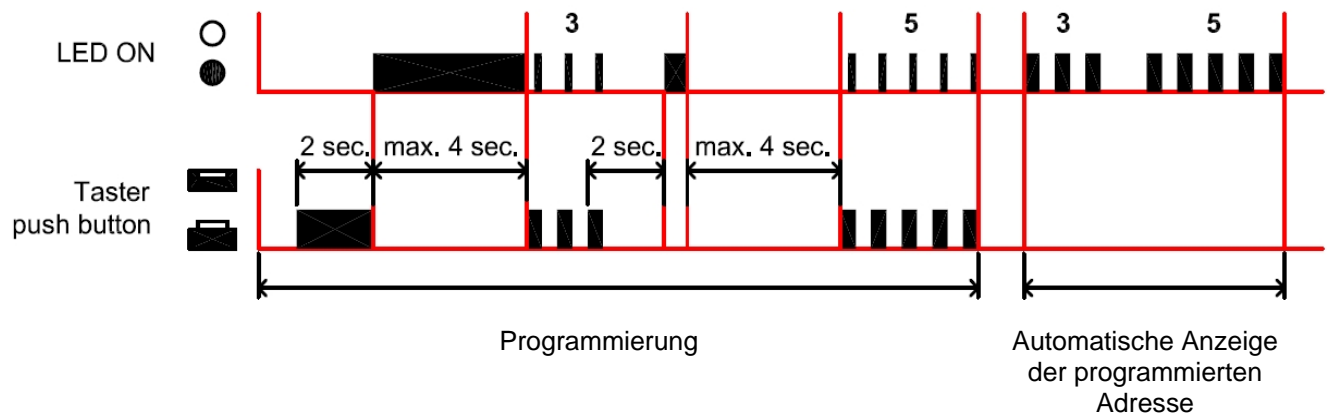 3 5 3 5
LED ON
2 sec. max. 4 sec. 2 sec. max. 4 sec.
Taster
push button
Programmierung
Automatische Anzeige
der programmierten
Adresse